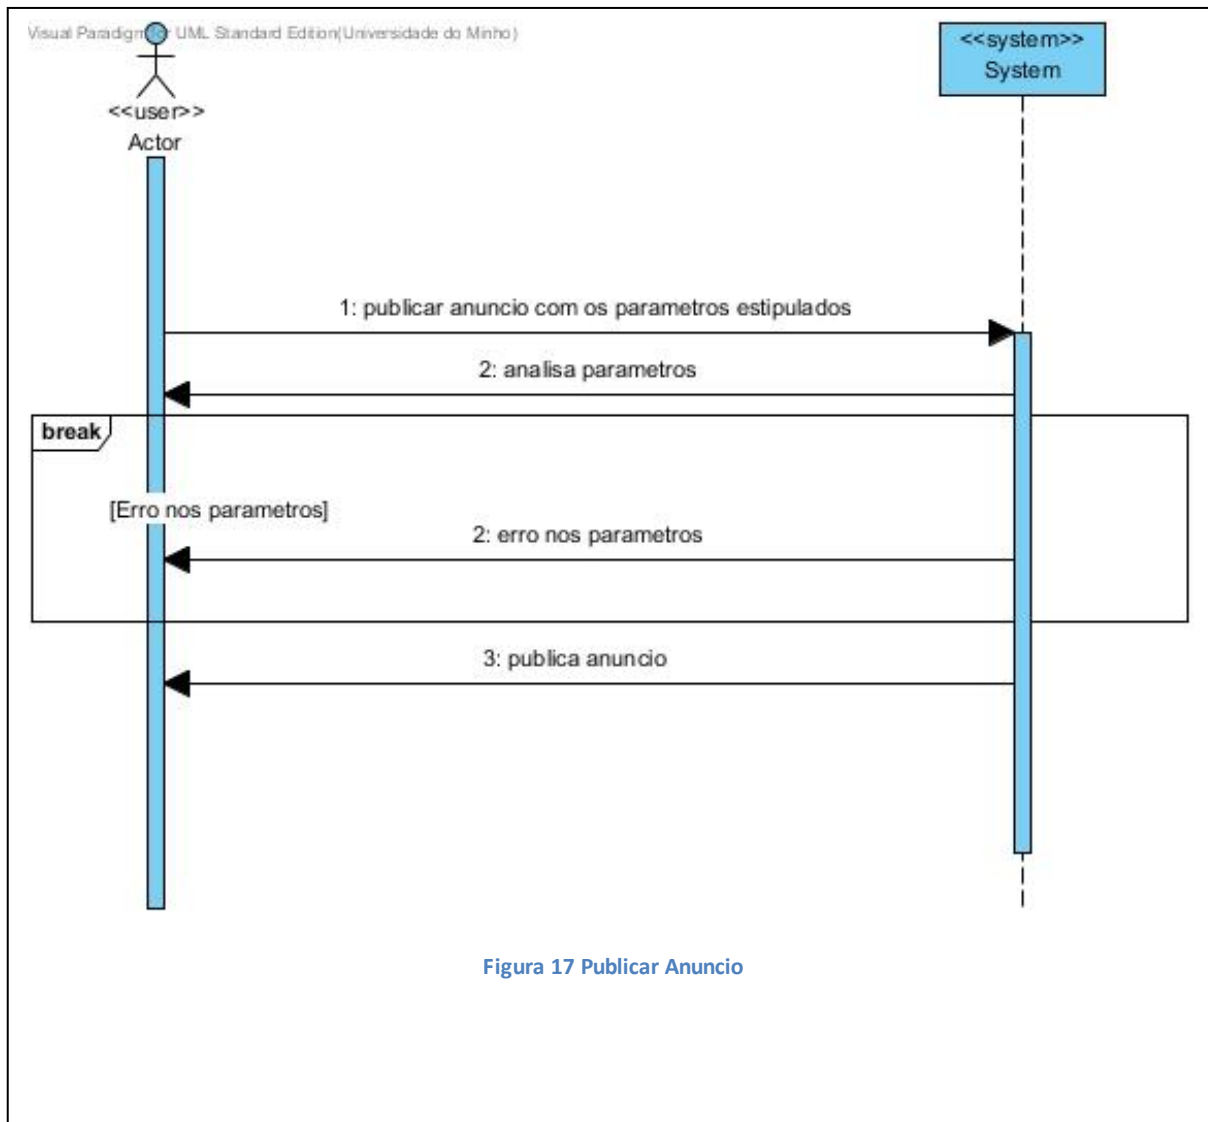 Visual Paradigm for UML Standard Edition(Universidade do Minho)
<<system>>
System
<<user>>
Actor
1: publicar anuncio com os parametros estipulados
2: analisa parametros
break
[Erro nos parametros]
2: erro nos parametros
3: publica anuncio
Figura 17 Publicar Anuncio